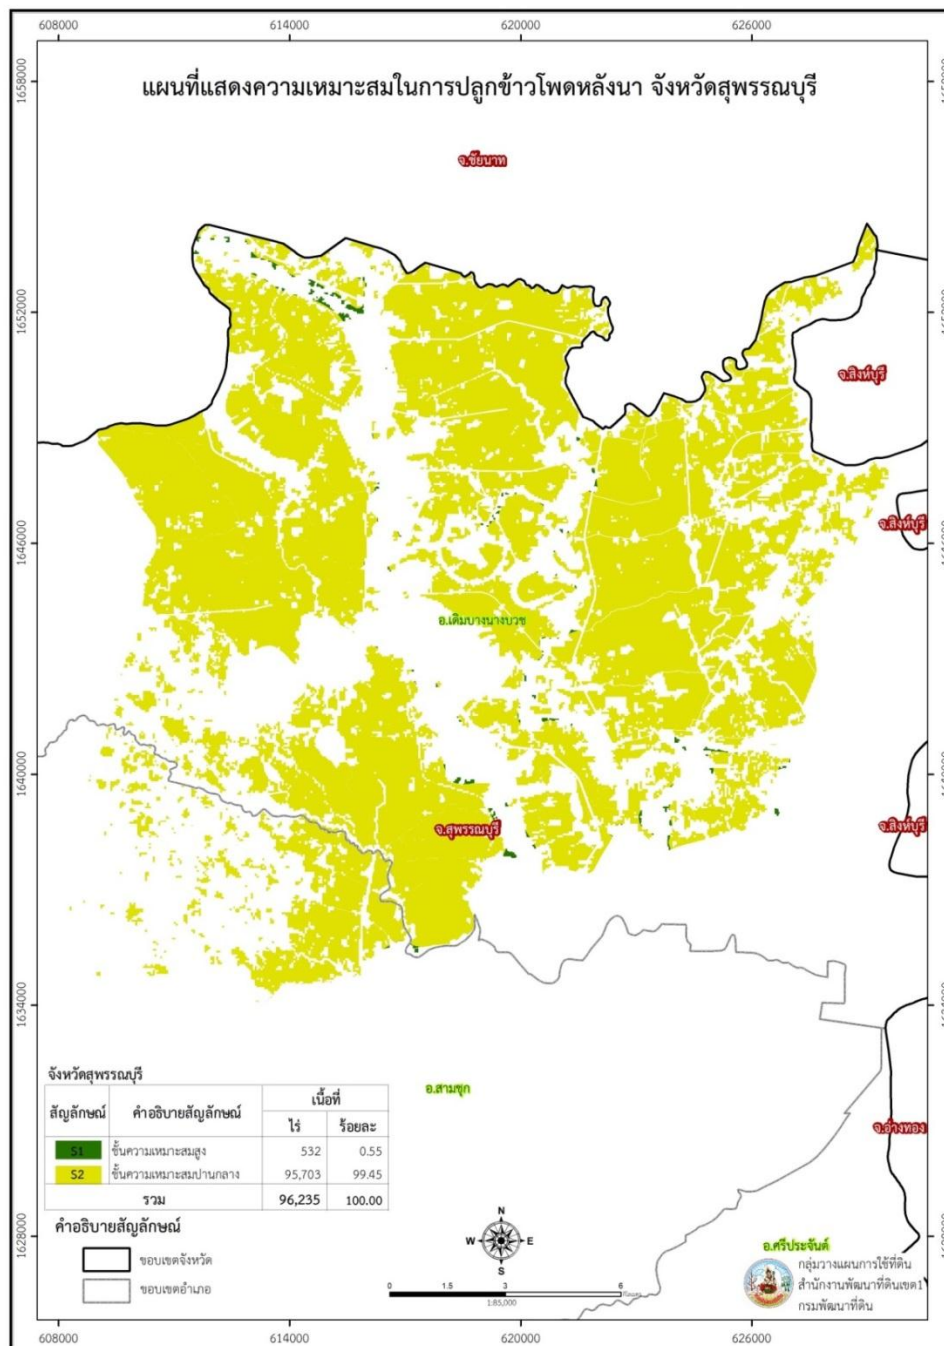 608000 614000 620000 626000
1658000
แผนที่แสดงความเหมาะสมในการปลูกข้าวโพดหลังนา จังหวัดสุพรรณบุรี
จ.ชัยนาท
1652000
จ.สิงห์บุรี
จ.สิงห์บุรี
1646000
อ.เดิมบางนางบวช
1640000
จ.สุพรรณบุรี
จ.สิงห์บุรี
1634000
จังหวัดสุพรรณบุรี
สัญลักษณ์ คำอธิบายสัญลักษณ์ เนื้อที่
ไร่ ร้อยละ
S1 ชั้นความเหมาะสมสูง 532 0.55
S2 ชั้นความเหมาะสมปานกลาง 95,703 99.45
รวม 96,235 100.00
อ.สามชุก
จ.อ่างทอง
คำอธิบายสัญลักษณ์
ขอบเขตจังหวัด
ขอบเขตอำเภอ
1628000
N
W E
S
0 1.5 3 6
1:85,000
อ.ศรีประจันต์
กลุ่มวางแผนการใช้ที่ดิน
สำนักงานพัฒนาที่ดินเขต1
กรมพัฒนาที่ดิน
608000 614000 620000 626000